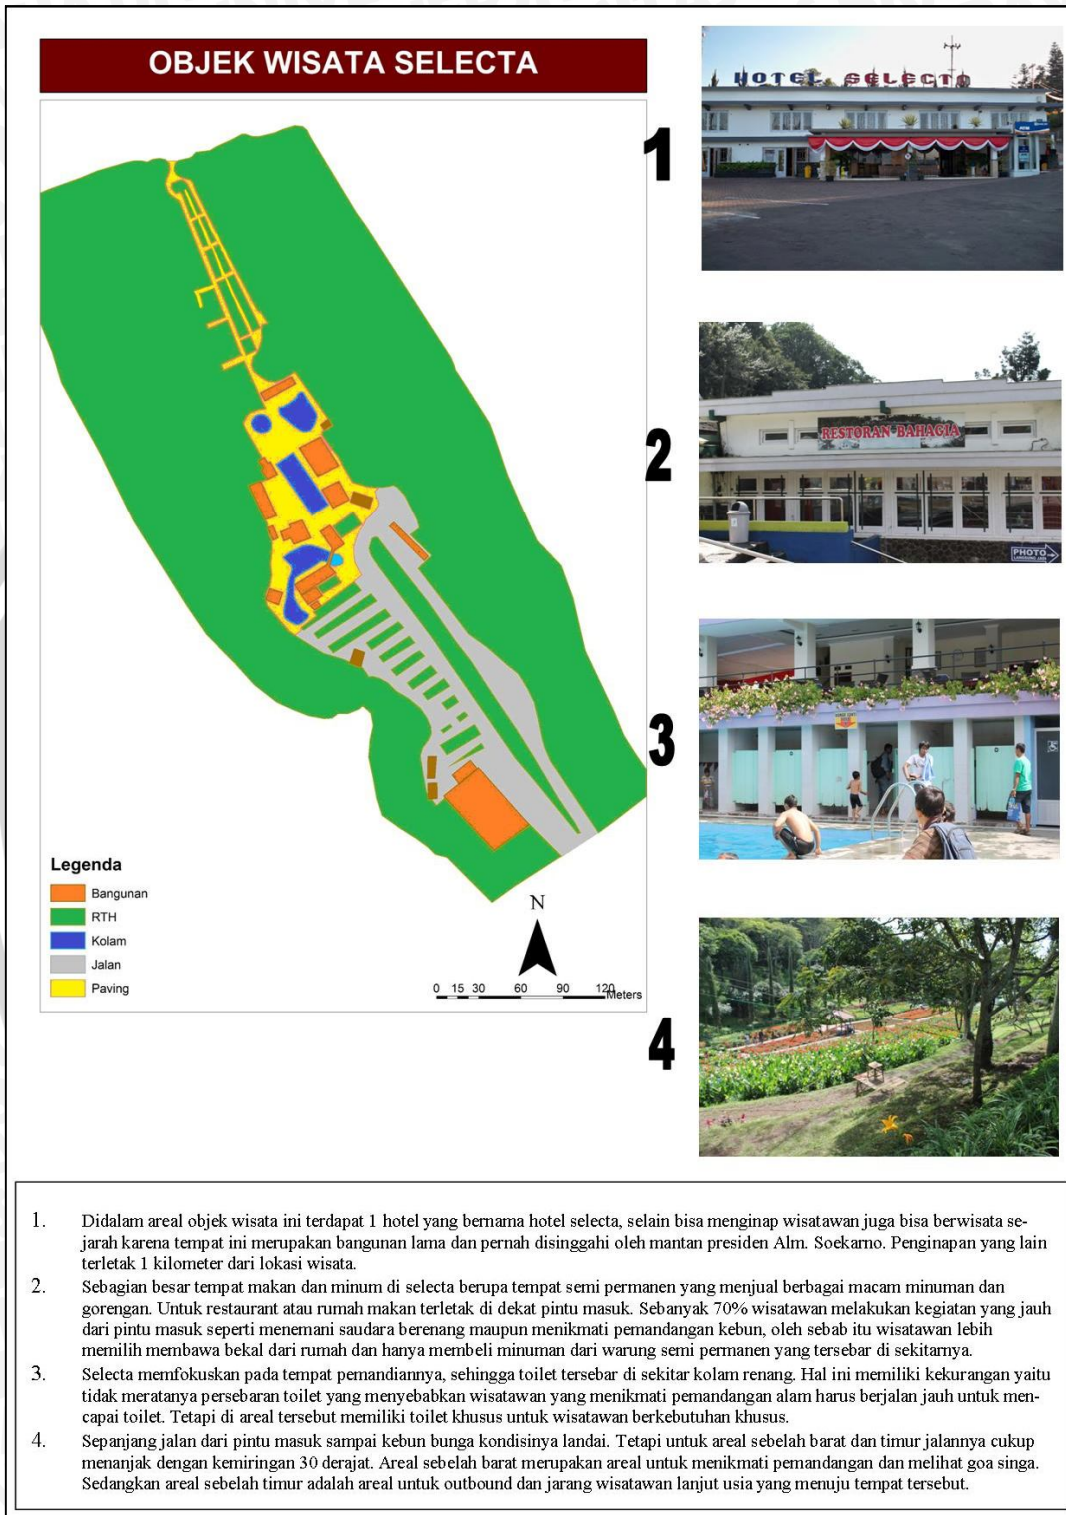 OBJEK WISATA SELECTA
1
HOTEL SELECTA
2
RESTORAN BAHAGIA
PHOTO
LANGSUNG JADI
3
4
Legenda
Bangunan
RTH
Kolam
Jalan
Paving
N
0 15 30 60 90 120
Meters
1. Didalam areal objek wisata ini terdapat 1 hotel yang bernama hotel selecta, selain bisa menginap wisatawan juga bisa berwisata se-
jarah karena tempat ini merupakan bangunan lama dan pernah disinggahi oleh mantan presiden Alm. Soekarno. Penginapan yang lain
terletak 1 kilometer dari lokasi wisata.
2. Sebagian besar tempat makan dan minum di selecta berupa tempat semi permanen yang menjual berbagai macam minuman dan
gorengan. Untuk restaurant atau rumah makan terletak di dekat pintu masuk. Sebanyak 70% wisatawan melakukan kegiatan yang jauh
dari pintu masuk seperti menemani saudara berenang maupun menikmati pemandangan kebun, oleh sebab itu wisatawan lebih
memilih membawa bekal dari rumah dan hanya membeli minuman dari warung semi permanen yang tersebar di sekitarnya.
3. Selecta memfokuskan pada tempat pemandiannya, sehingga toilet tersebar di sekitar kolam renang. Hal ini memiliki kekurangan yaitu
tidak meratanya persebaran toilet yang menyebabkan wisatawan yang menikmati pemandangan alam harus berjalan jauh untuk men-
capai toilet. Tetapi di areal tersebut memiliki toilet khusus untuk wisatawan berkebutuhan khusus.
4. Sepanjang jalan dari pintu masuk sampai kebun bunga kondisinya landai. Tetapi untuk areal sebelah barat dan timur jalannya cukup
menanjak dengan kemiringan 30 derajat. Areal sebelah barat merupakan areal untuk menikmati pemandangan dan melihat goa singa.
Sedangkan areal sebelah timur adalah areal untuk outbound dan jarang wisatawan lanjut usia yang menuju tempat tersebut.